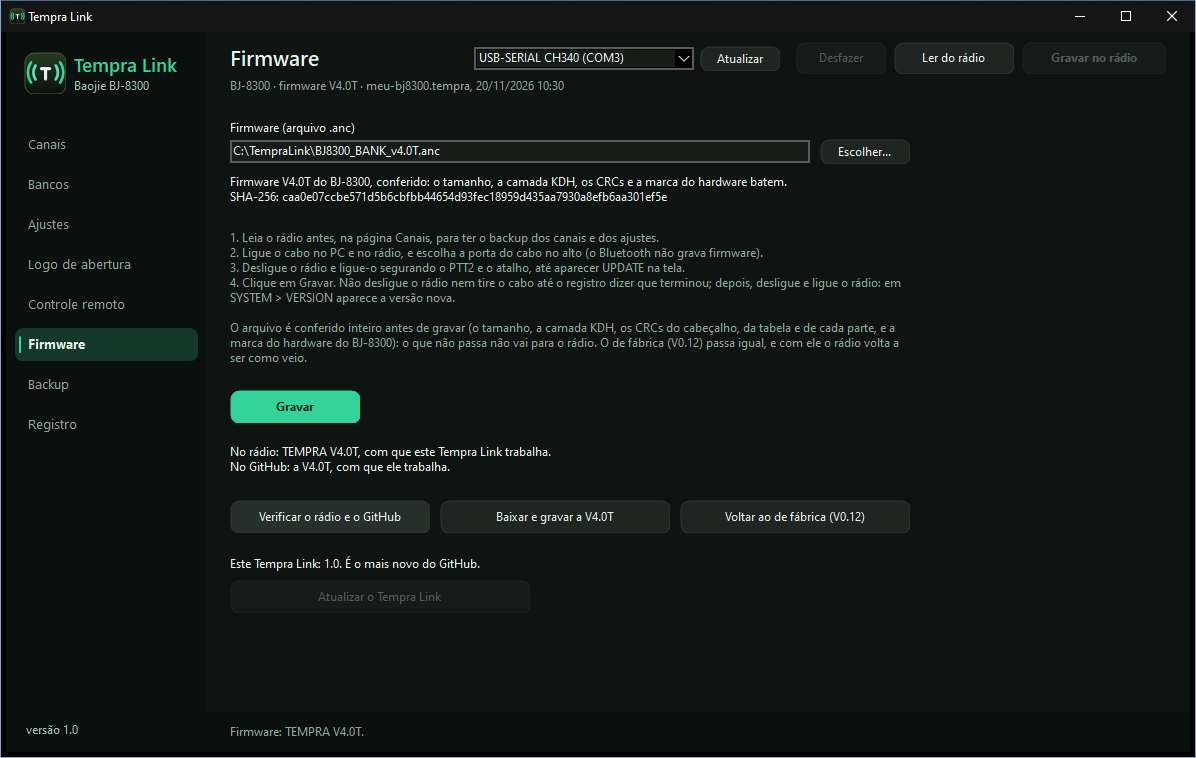 Tempra Link
Tempra Link
Baojie BJ-8300
Canais
Bancos
Ajustes
Logo de abertura
Controle remoto
Firmware
Backup
Registro
versão 1.0
Firmware
USB-SERIAL CH340 (COM3)
Atualizar
Desfazer
Ler do rádio
Gravar no rádio
BJ-8300 · firmware V4.0T · meu-bj8300.tempra, 20/11/2026 10:30
Firmware (arquivo .anc)
C:\TempraLink\BJ8300_BANK_v4.0T.anc
Escolher...
Firmware V4.0T do BJ-8300, conferido: o tamanho, a camada KDH, os CRCs e a marca do hardware batem.
SHA-256: caa0e07ccbe571d5b6cbfbb44654d93fec18959d435aa7930a8efb6aa301ef5e
1. Leia o rádio antes, na página Canais, para ter o backup dos canais e dos ajustes.
2. Ligue o cabo no PC e no rádio, e escolha a porta do cabo no alto (o Bluetooth não grava firmware).
3. Desligue o rádio e ligue-o segurando o PTT2 e o atalho, até aparecer UPDATE na tela.
4. Clique em Gravar. Não desligue o rádio nem tire o cabo até o registro dizer que terminou; depois, desligue e ligue o rádio: em
SYSTEM > VERSION aparece a versão nova.
O arquivo é conferido inteiro antes de gravar (o tamanho, a camada KDH, os CRCs do cabeçalho, da tabela e de cada parte, e a
marca do hardware do BJ-8300): o que não passa não vai para o rádio. O de fábrica (V0.12) passa igual, e com ele o rádio volta a
ser como veio.
Gravar
No rádio: TEMPRA V4.0T, com que este Tempra Link trabalha.
No GitHub: a V4.0T, com que ele trabalha.
Verificar o rádio e o GitHub
Baixar e gravar a V4.0T
Voltar ao de fábrica (V0.12)
Este Tempra Link: 1.0. É o mais novo do GitHub.
Atualizar o Tempra Link
Firmware: TEMPRA V4.0T.